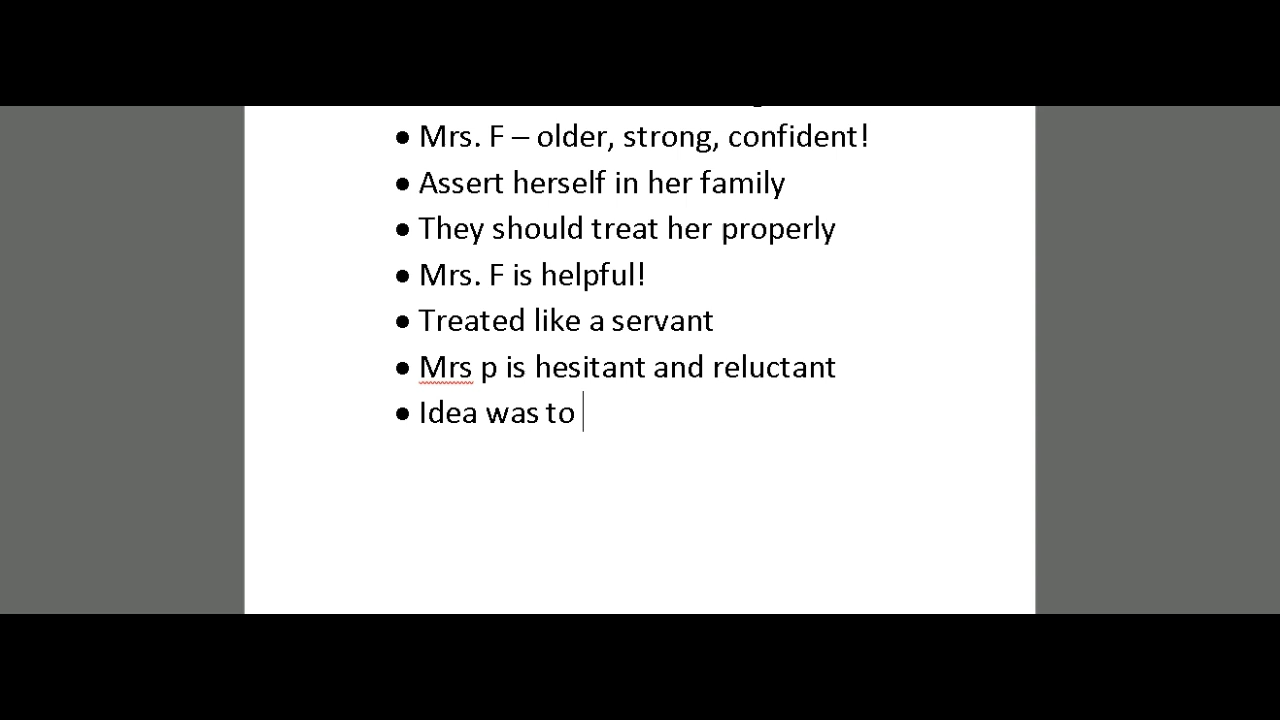 • Mrs. F – older, strong, confident!
• Assert herself in her family
• They should treat her properly
• Mrs. F is helpful!
• Treated like a servant
• Mrs p is hesitant and reluctant
• Idea was to